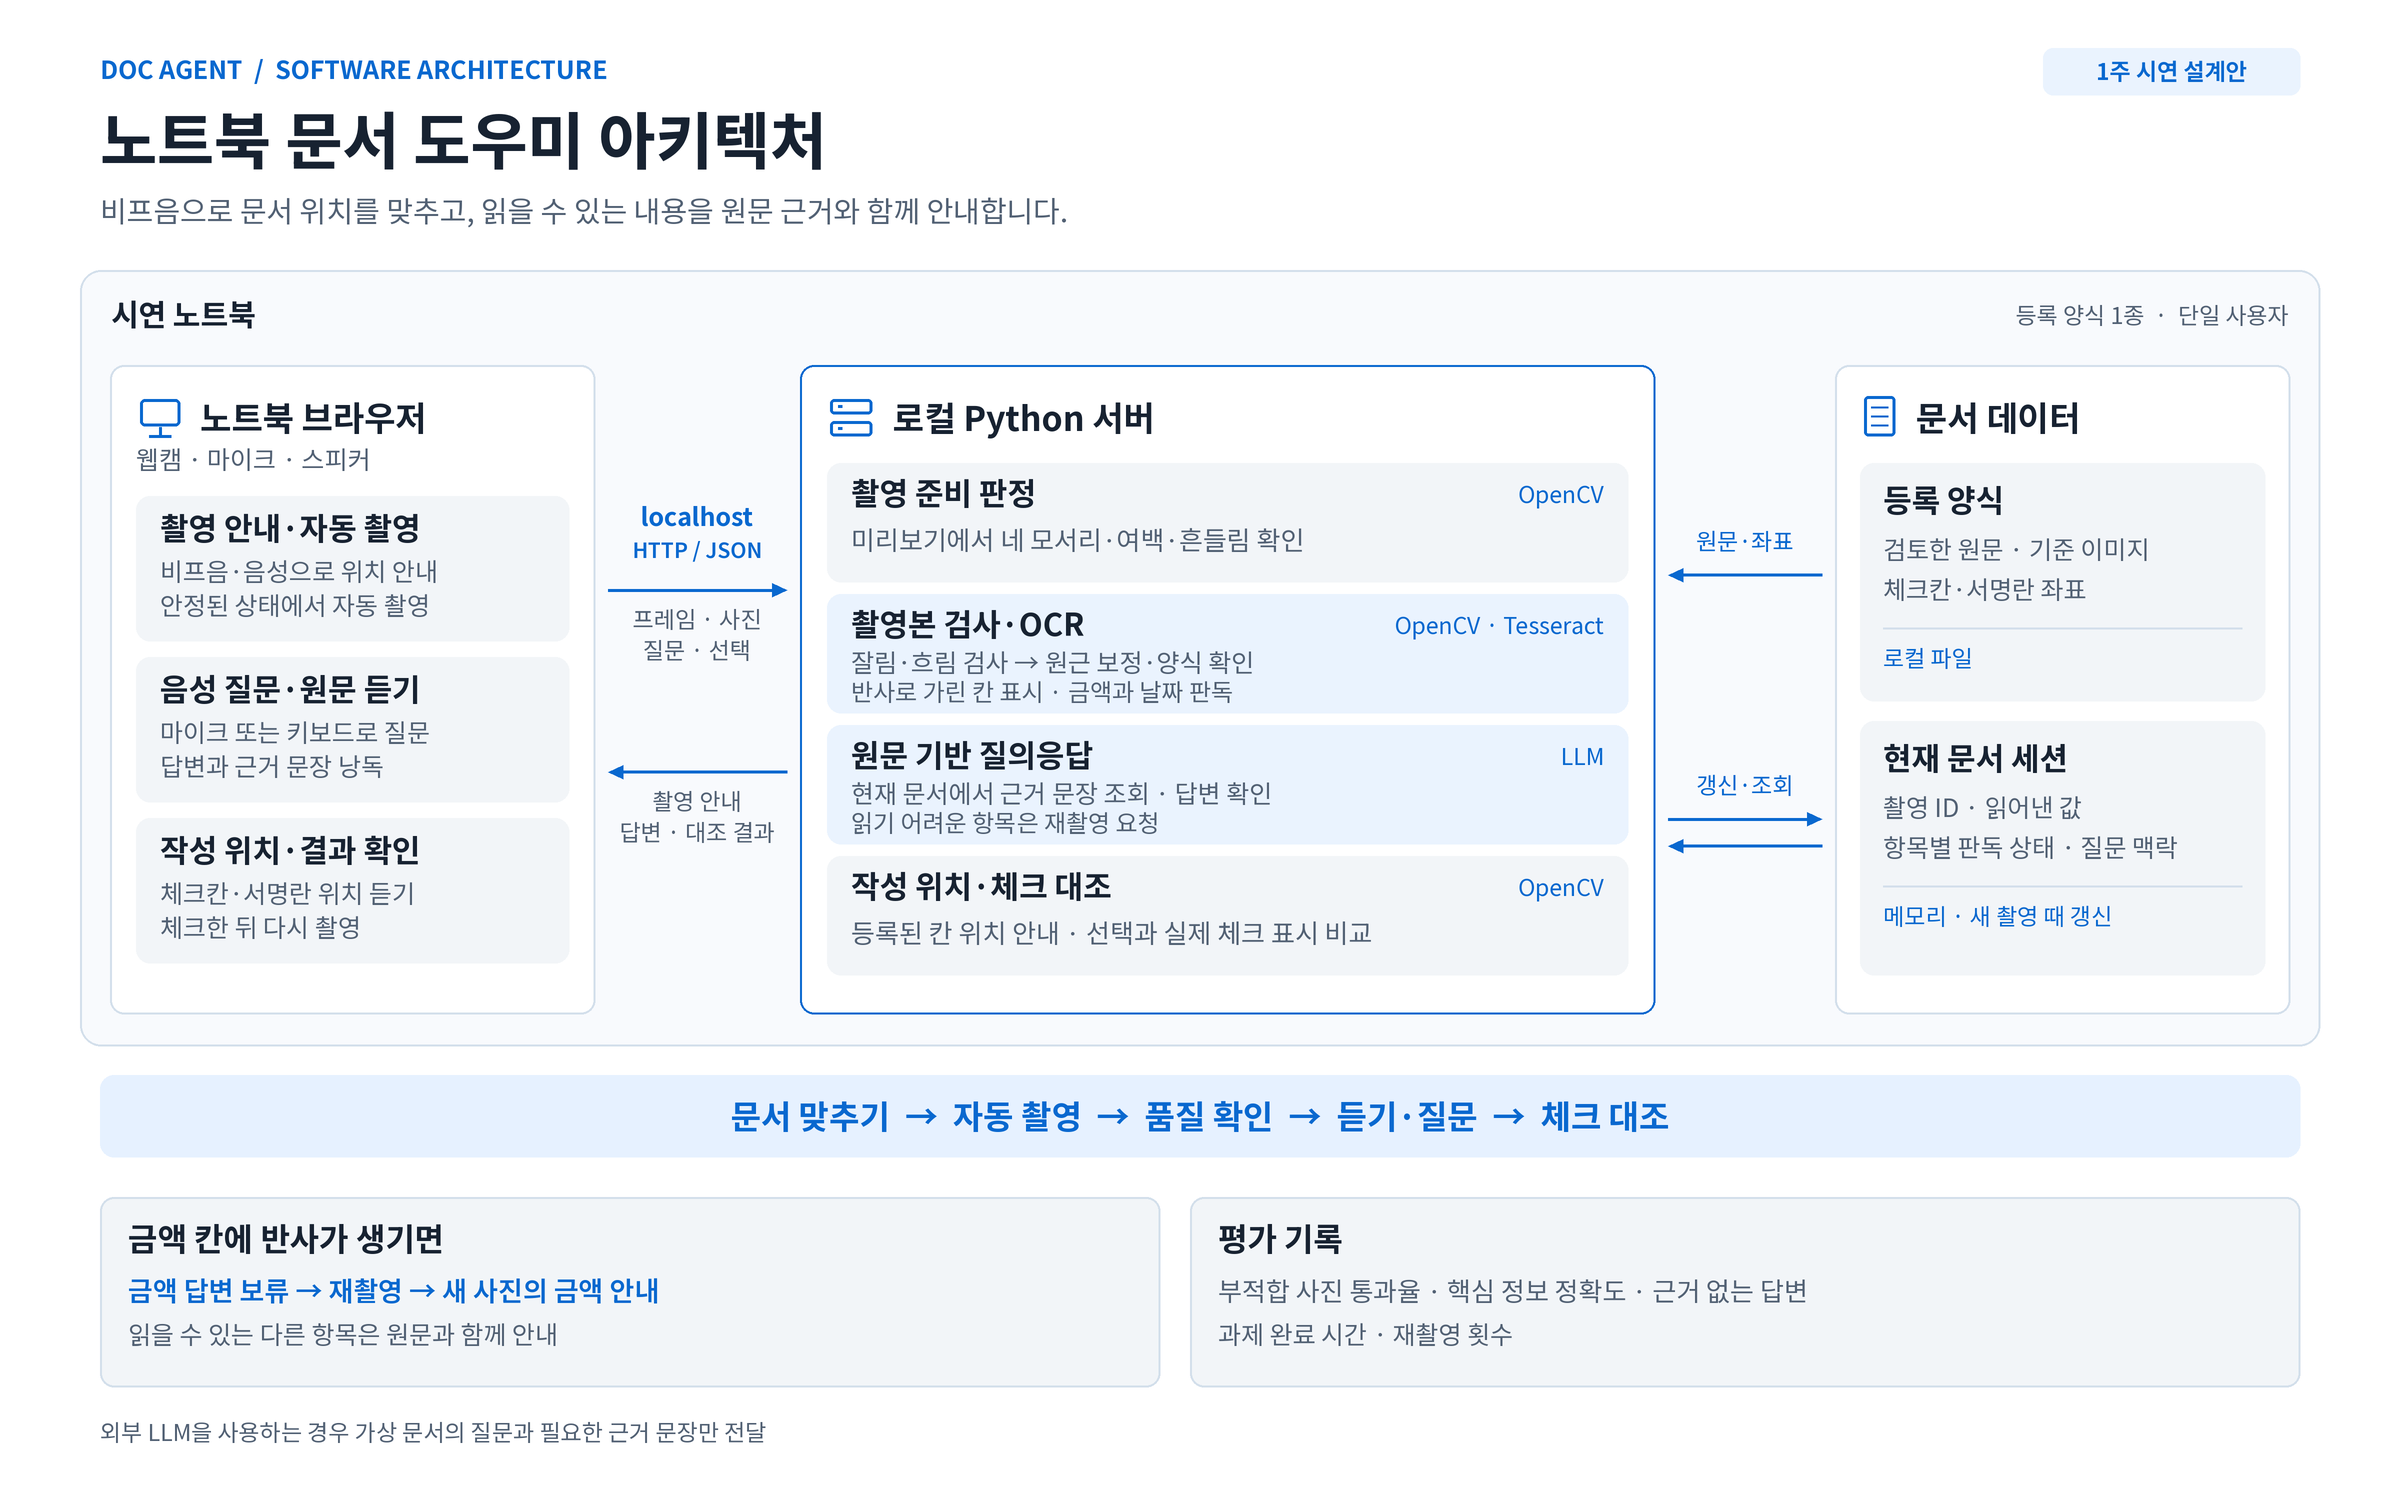 DOC AGENT / SOFTWARE ARCHITECTURE
1주 시연 설계안
노트북 문서 도우미 아키텍처
비프음으로 문서 위치를 맞추고, 읽을 수 있는 내용을 원문 근거와 함께 안내합니다.
시연 노트북
등록 양식 1종 · 단일 사용자
노트북 브라우저
웹캠 · 마이크 · 스피커
촬영 안내·자동 촬영
비프음·음성으로 위치 안내
안정된 상태에서 자동 촬영
음성 질문·원문 듣기
마이크 또는 키보드로 질문
답변과 근거 문장 낭독
작성 위치·결과 확인
체크칸·서명란 위치 듣기
체크한 뒤 다시 촬영
localhost
HTTP / JSON
프레임 · 사진
질문 · 선택
촬영 안내
답변 · 대조 결과
로컬 Python 서버
촬영 준비 판정
OpenCV
미리보기에서 네 모서리·여백·흔들림 확인
촬영본 검사·OCR
OpenCV · Tesseract
잘림·흐림 검사 → 원근 보정·양식 확인
반사로 가린 칸 표시 · 금액과 날짜 판독
원문 기반 질의응답
LLM
현재 문서에서 근거 문장 조회 · 답변 확인
읽기 어려운 항목은 재촬영 요청
작성 위치·체크 대조
OpenCV
등록된 칸 위치 안내 · 선택과 실제 체크 표시 비교
원문·좌표
갱신·조회
문서 데이터
등록 양식
검토한 원문 · 기준 이미지
체크칸·서명란 좌표
로컬 파일
현재 문서 세션
촬영 ID · 읽어낸 값
항목별 판독 상태 · 질문 맥락
메모리 · 새 촬영 때 갱신
문서 맞추기 → 자동 촬영 → 품질 확인 → 듣기·질문 → 체크 대조
금액 칸에 반사가 생기면
금액 답변 보류 → 재촬영 → 새 사진의 금액 안내
읽을 수 있는 다른 항목은 원문과 함께 안내
평가 기록
부적합 사진 통과율 · 핵심 정보 정확도 · 근거 없는 답변
과제 완료 시간 · 재촬영 횟수
외부 LLM을 사용하는 경우 가상 문서의 질문과 필요한 근거 문장만 전달